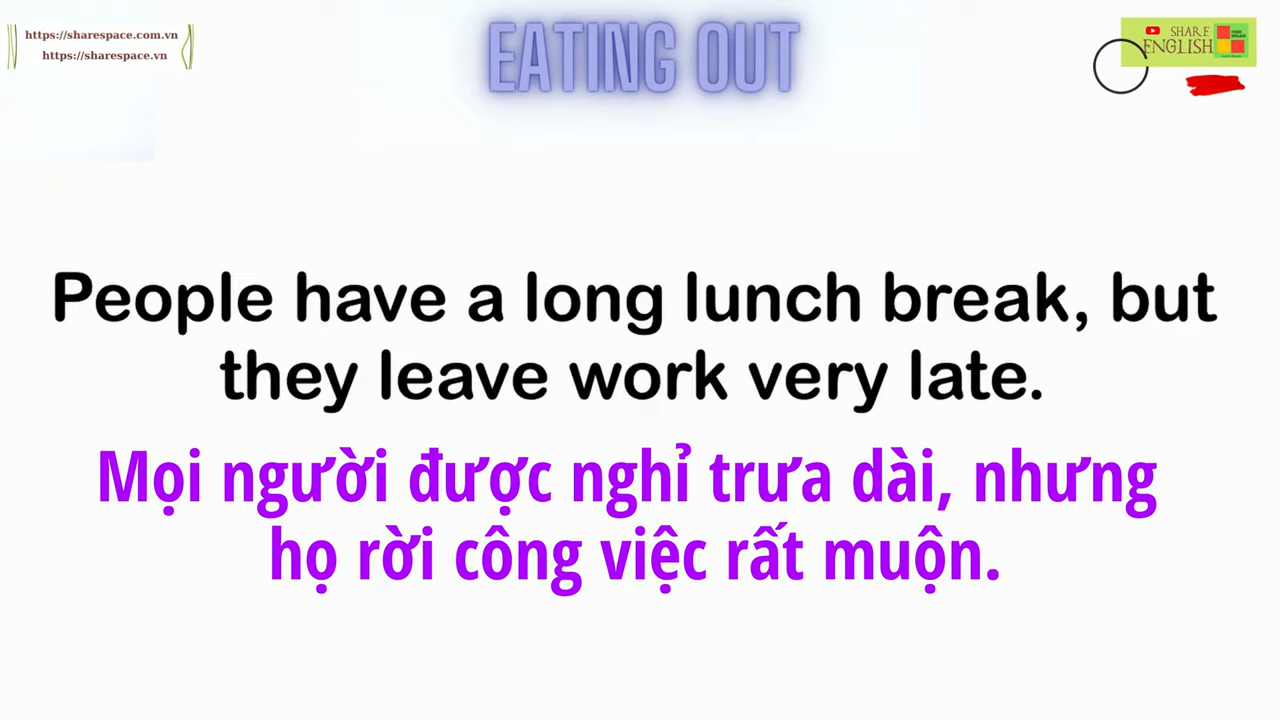 https://sharespace.com.vn
https://sharespace.vn
EATING OUT
SHARE
ENGLISH
People have a long lunch break, but
they leave work very late.
Mọi người được nghỉ trưa dài, nhưng
họ rời công việc rất muộn.